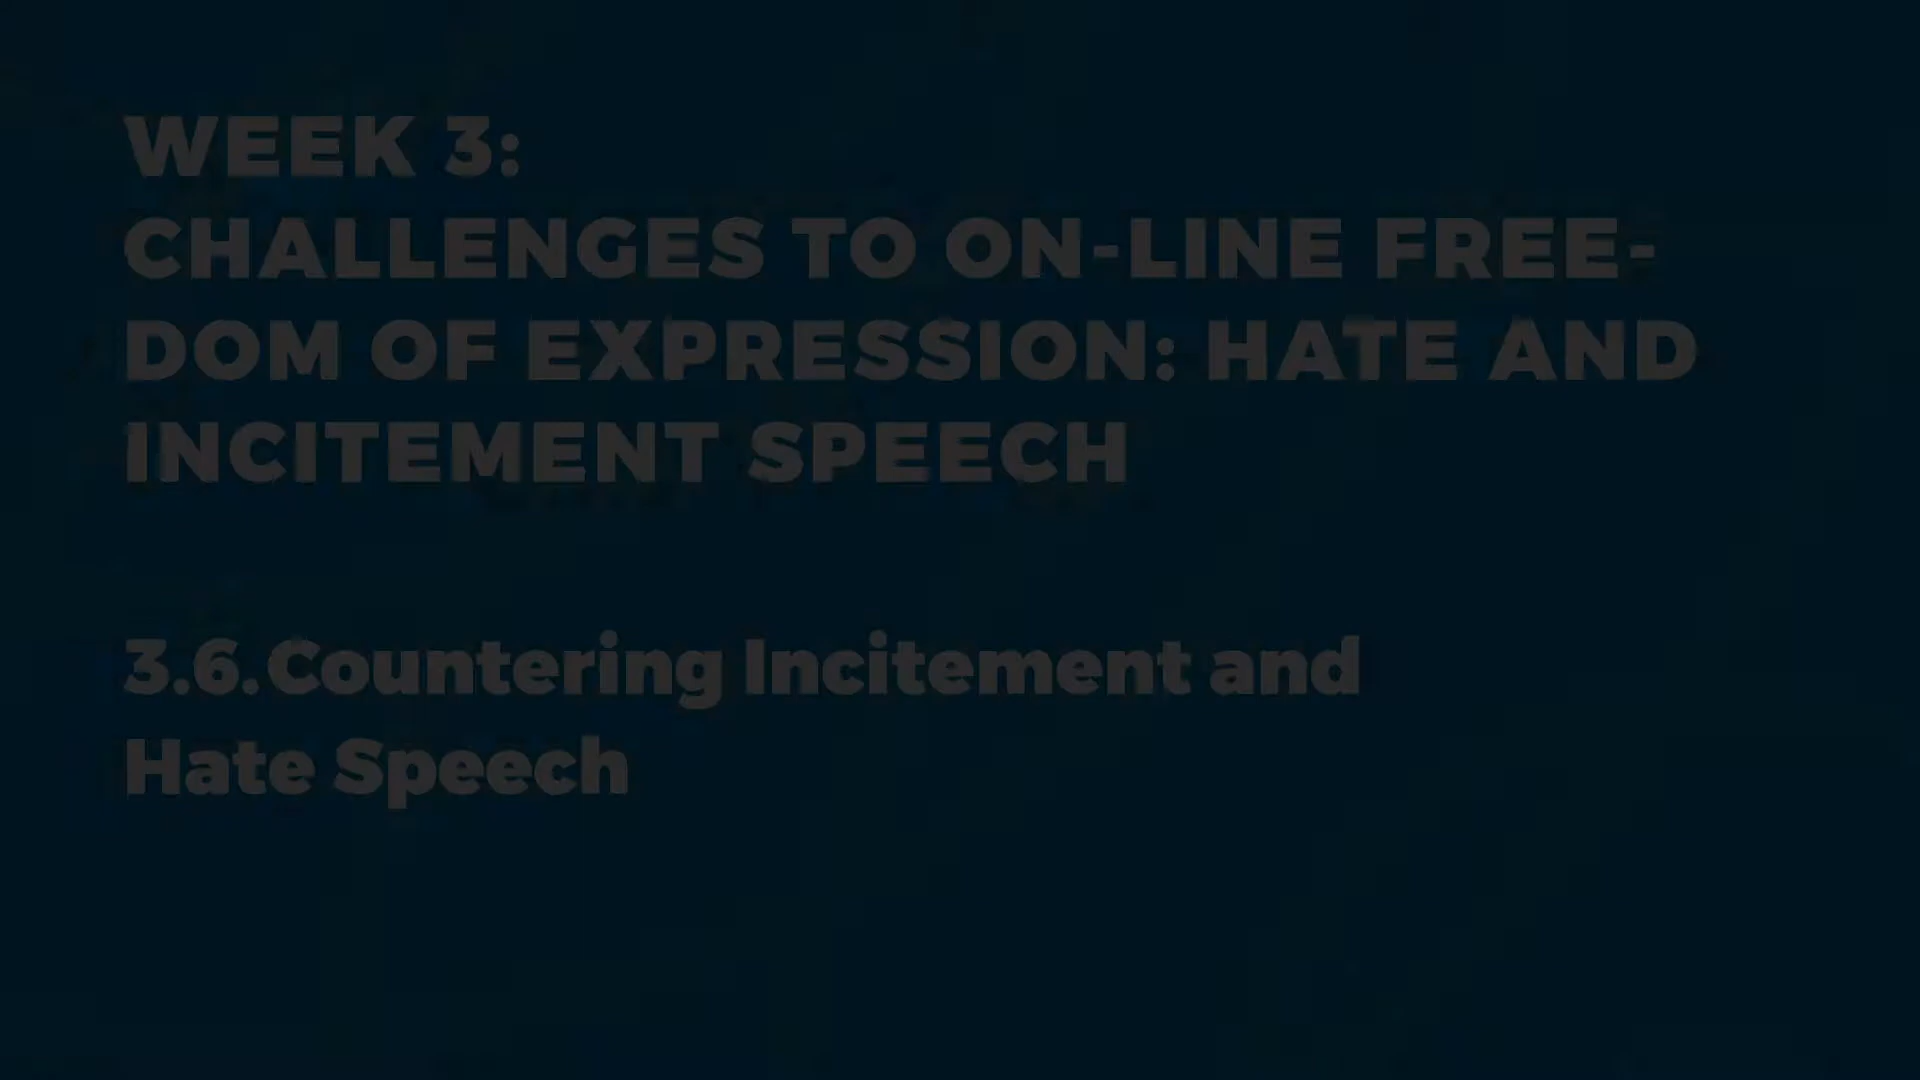 WEEK 3:
CHALLENGES TO ON-LINE FREE-
DOM OF EXPRESSION: HATE AND
INCITEMENT SPEECH
3.6.Countering Incitement and
Hate Speech